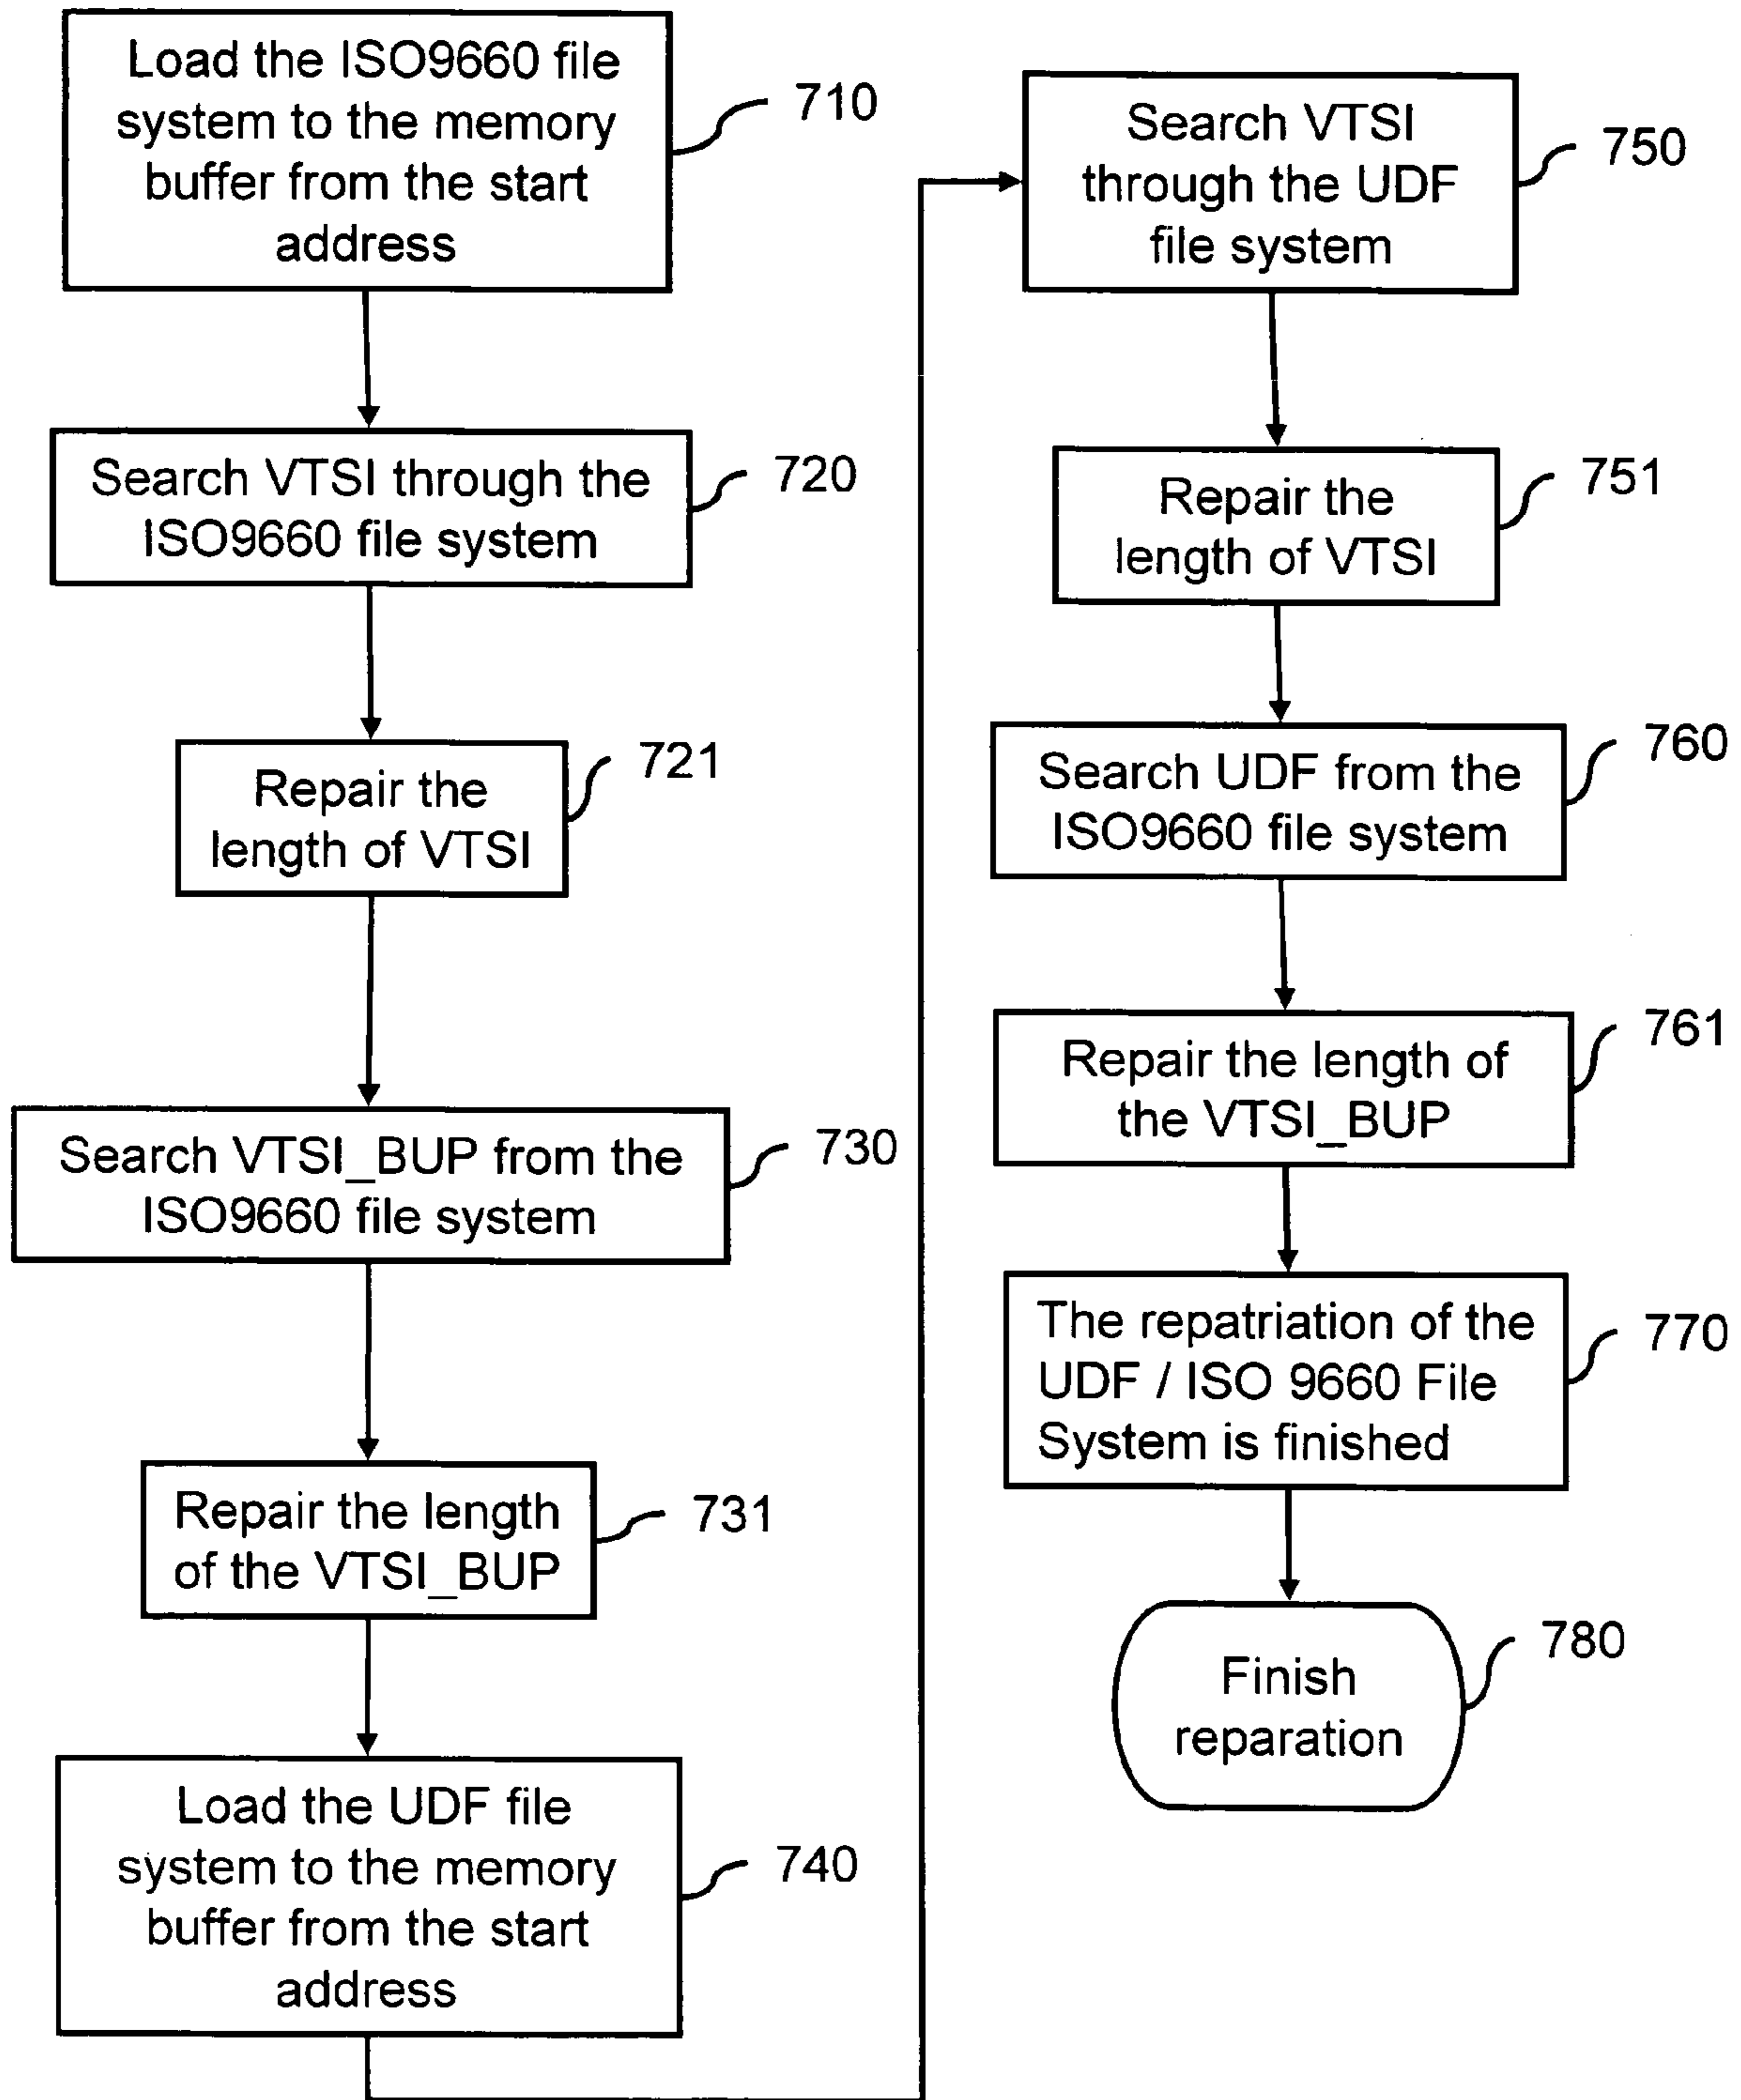 Load the ISO9660 file
system to the memory
buffer from the start
address
710
Search VTSI through the
ISO9660 file system
720
Repair the
length of VTSI
721
Search VTSI_BUP from the
ISO9660 file system
730
Repair the length
of the VTSI_BUP
731
Load the UDF file
system to the memory
buffer from the start
address
740
Search VTSI
through the UDF
file system
750
Repair the
length of VTSI
751
Search UDF from the
ISO9660 file system
760
Repair the length of
the VTSI_BUP
761
The repatriation of the
UDF / ISO 9660 File
System is finished
770
Finish
reparation
780